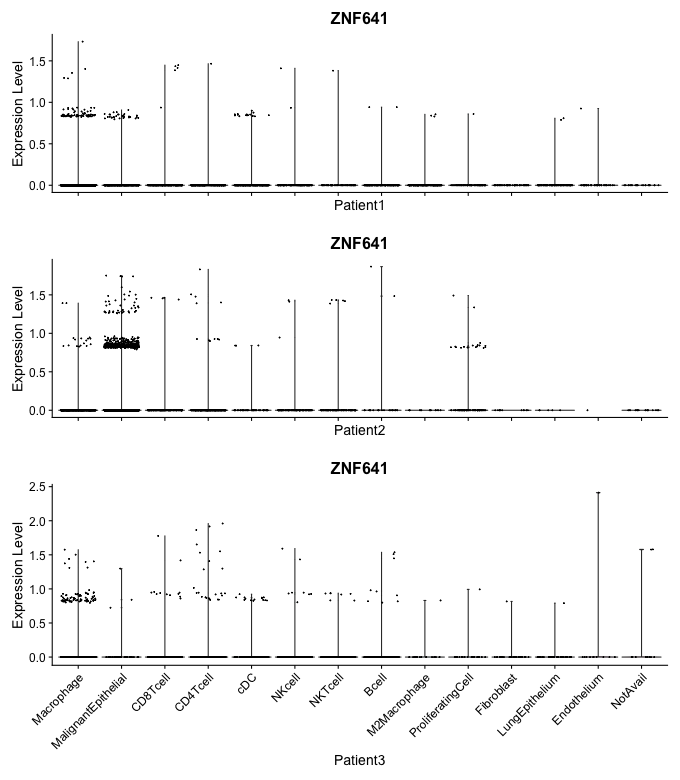 ZNF641
Expression Level
1.5
1.0
0.5
0.0
Patient1
ZNF641
Expression Level
1.5
1.0
0.5
0.0
Patient2
ZNF641
Expression Level
2.5
2.0
1.5
1.0
0.5
0.0
Macrophage
MalignantEpithelial
CD8Tcell
CD4Tcell
cDC
NKcell
NKTcell
Bcell
M2Macrophage
ProliferatingCell
Fibroblast
LungEpithelium
Endothelium
NotAvail
Patient3